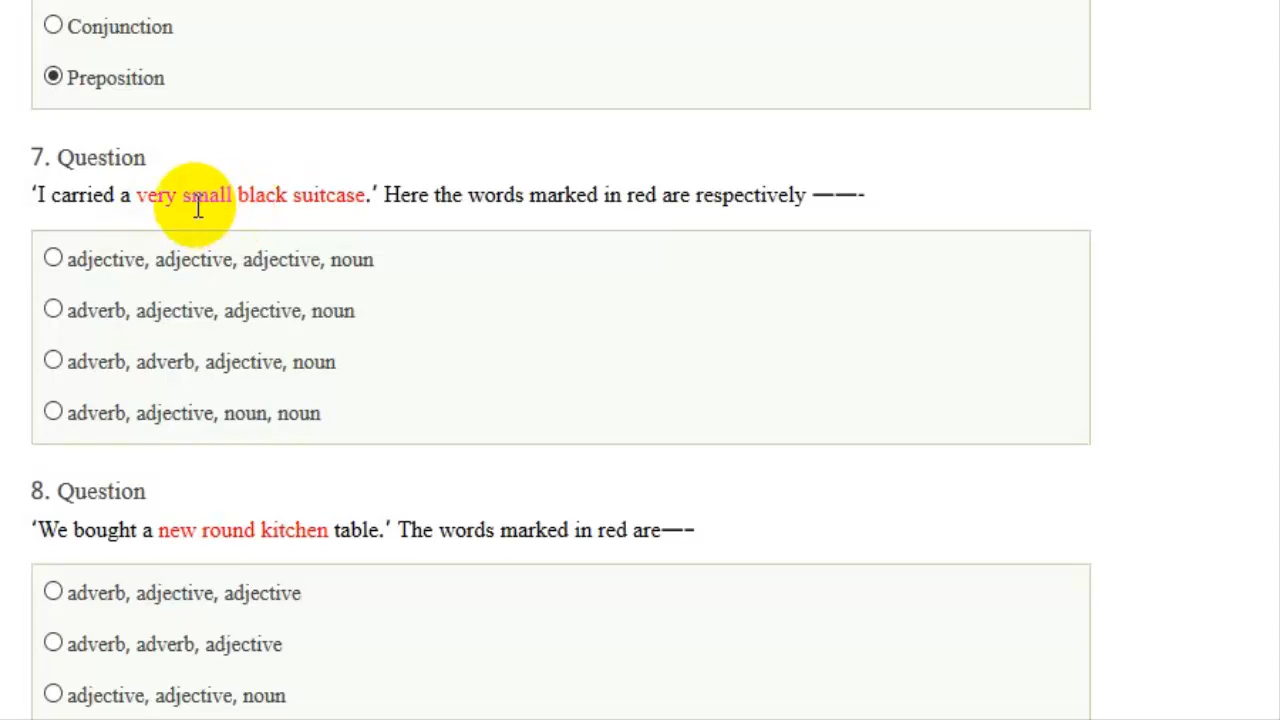 Conjunction
Preposition
7. Question
‘I carried a very small black suitcase.’ Here the words marked in red are respectively ——-
adjective, adjective, adjective, noun
adverb, adjective, adjective, noun
adverb, adverb, adjective, noun
adverb, adjective, noun, noun
8. Question
‘We bought a new round kitchen table.’ The words marked in red are—–
adverb, adjective, adjective
adverb, adverb, adjective
adjective, adjective, noun